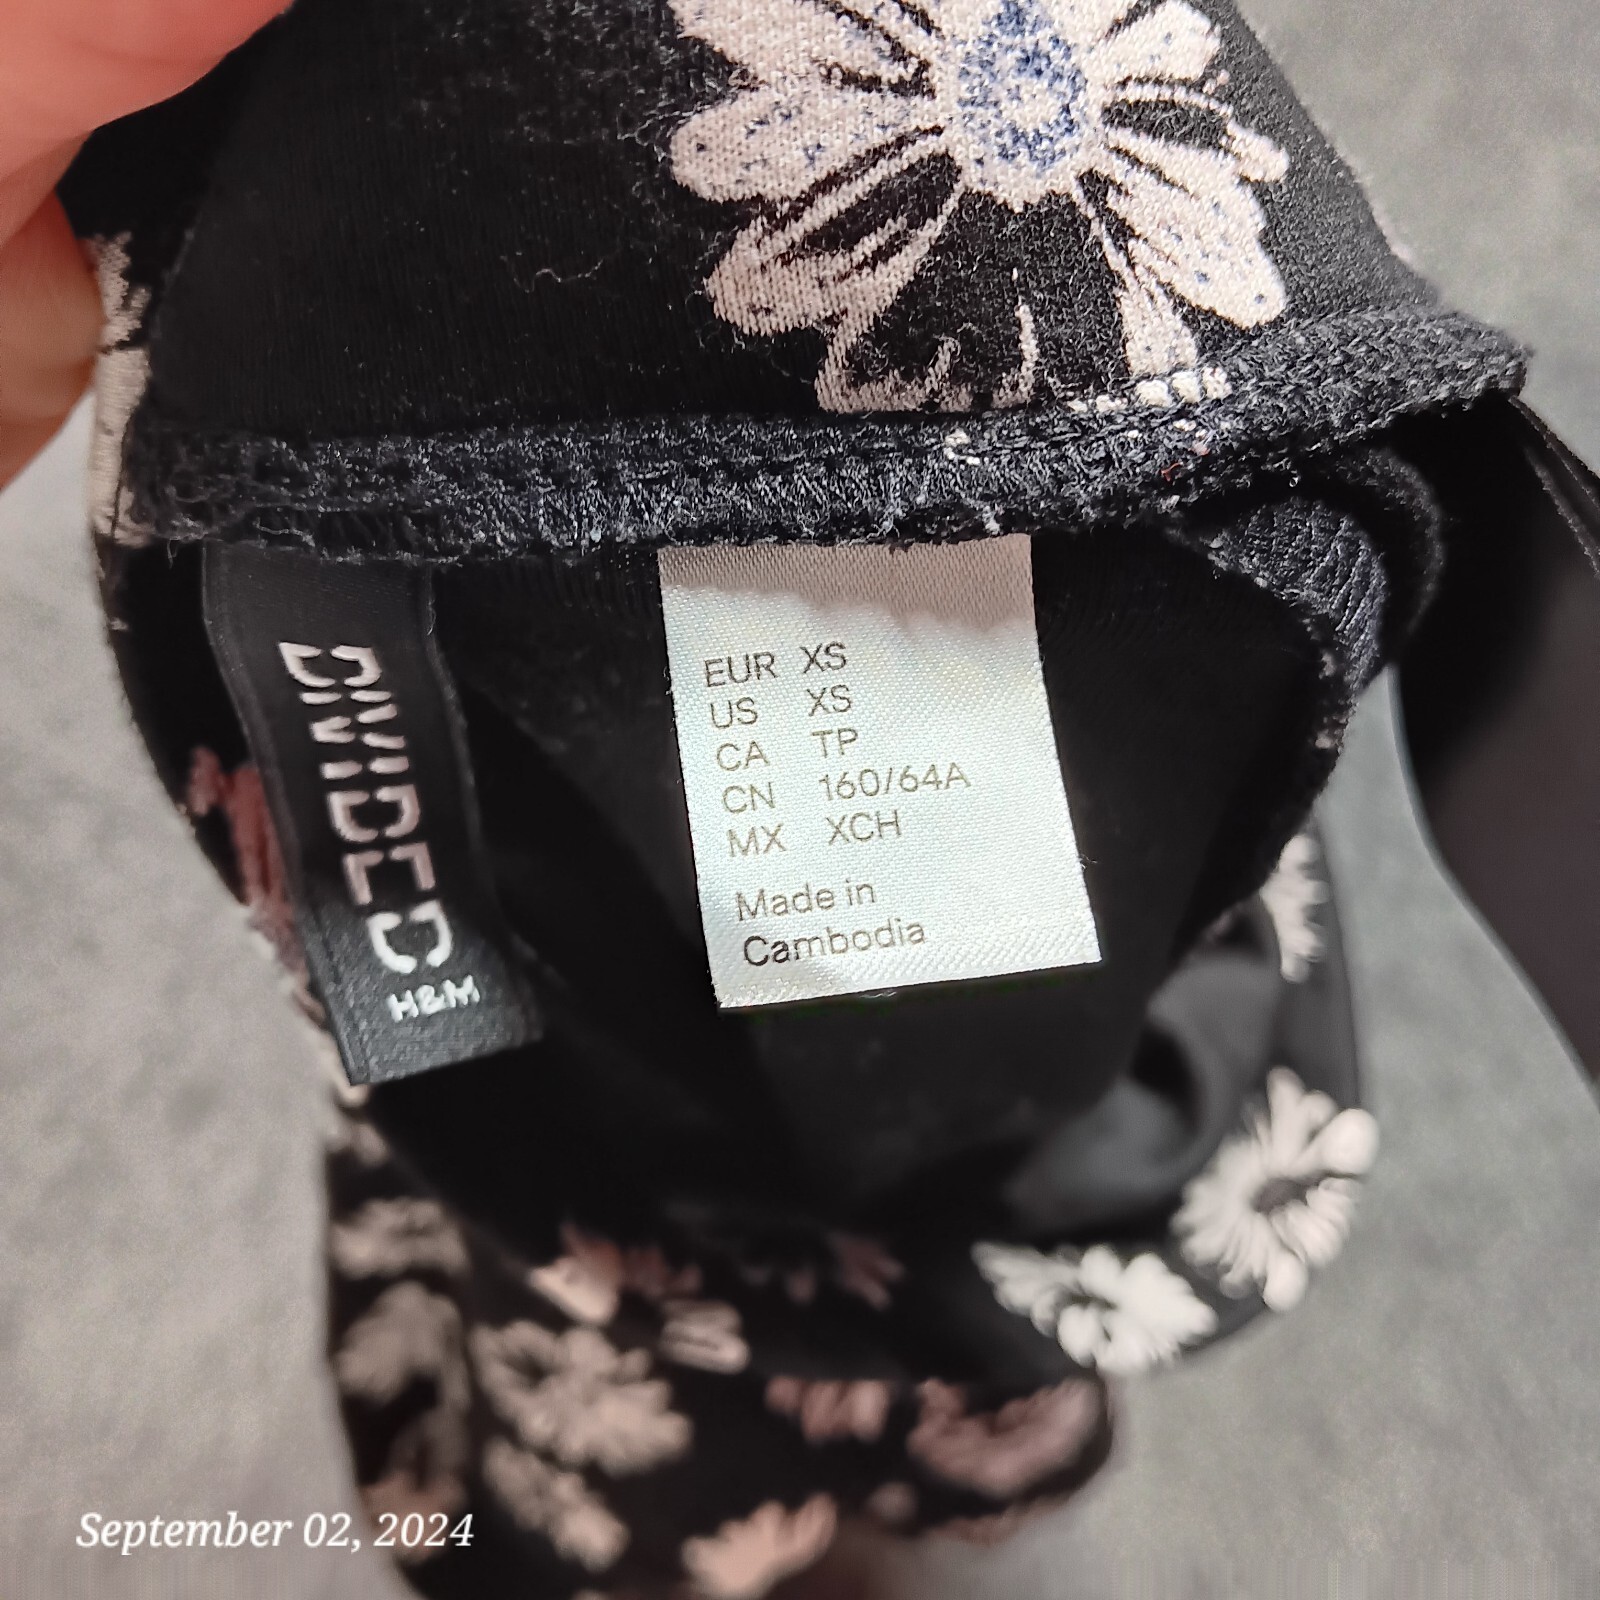 DIVIDED
H&M
EUR XS
US XS
CA TP
CN 160/64A
MX XCH
Made in
Cambodia
September 02, 2024